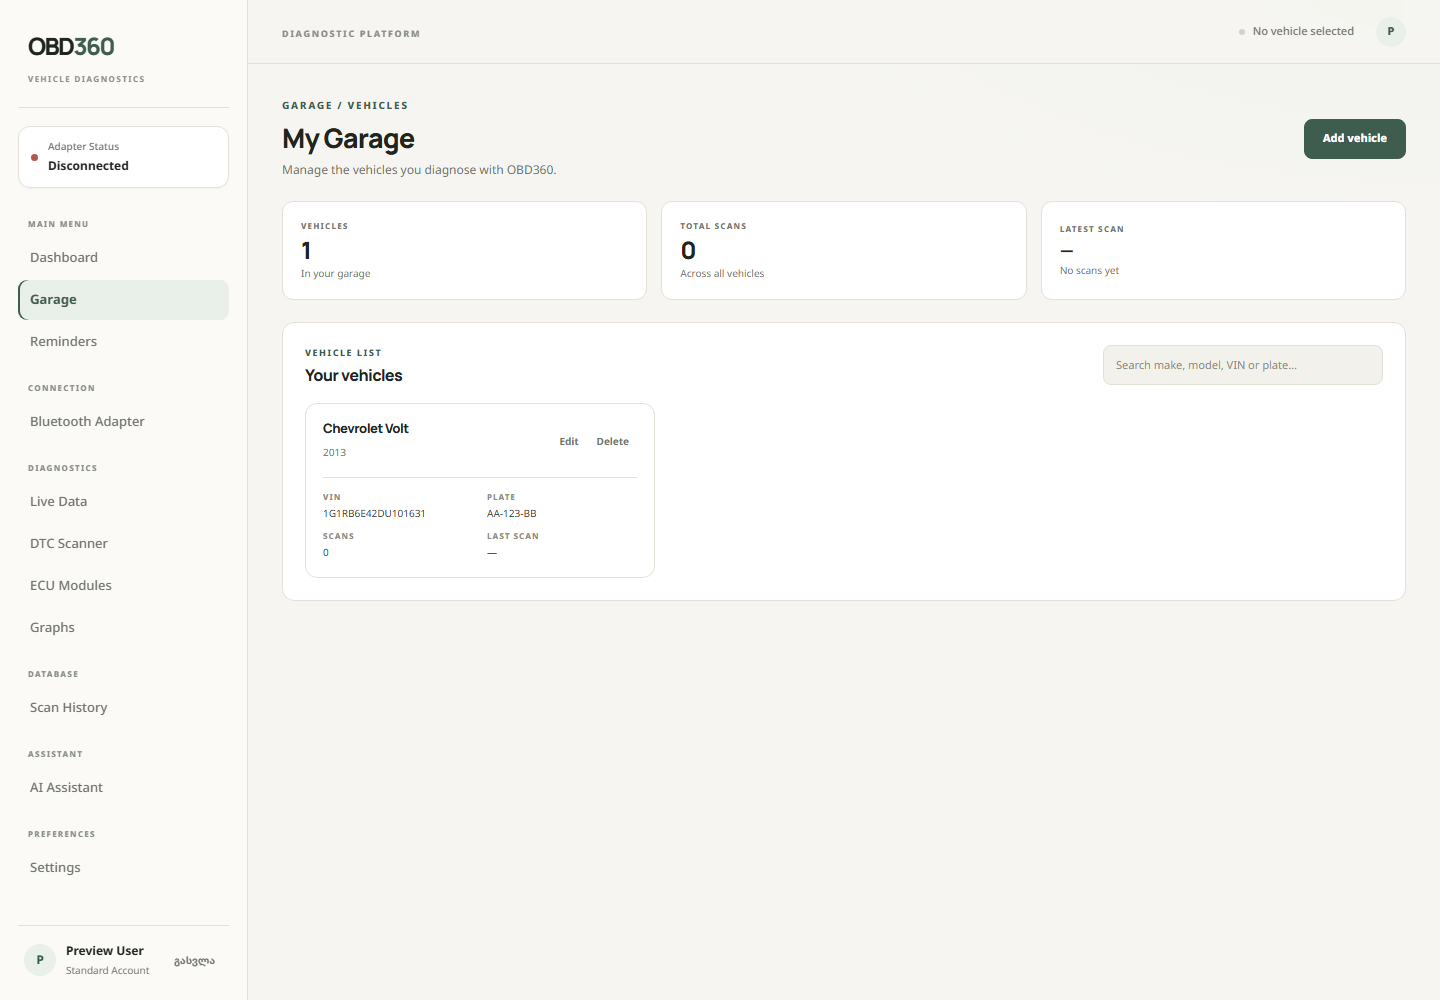 OBD360
VEHICLE DIAGNOSTICS
Adapter Status
Disconnected
MAIN MENU
Dashboard
Garage
Reminders
CONNECTION
Bluetooth Adapter
DIAGNOSTICS
Live Data
DTC Scanner
ECU Modules
Graphs
DATABASE
Scan History
ASSISTANT
AI Assistant
PREFERENCES
Settings
P
Preview User
Standard Account
გასვლა
DIAGNOSTIC PLATFORM
No vehicle selected
P
GARAGE / VEHICLES
My Garage
Manage the vehicles you diagnose with OBD360.
Add vehicle
VEHICLES
1
In your garage
TOTAL SCANS
0
Across all vehicles
LATEST SCAN
—
No scans yet
VEHICLE LIST
Your vehicles
Search make, model, VIN or plate...
Chevrolet Volt
2013
Edit
Delete
VIN
1G1RB6E42DU101631
PLATE
AA-123-BB
SCANS
0
LAST SCAN
—